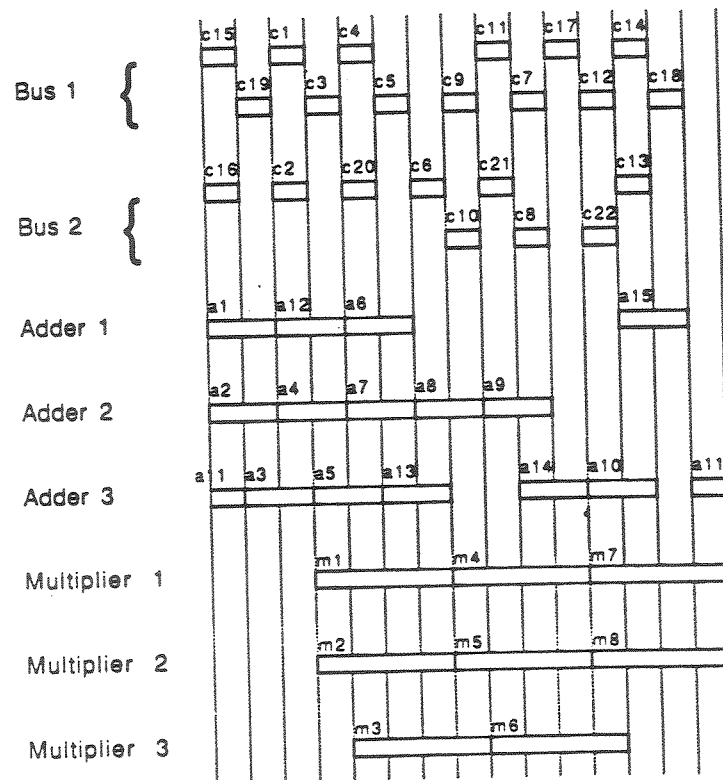 c15 c1 c4 c11 c17 c14
Bus 1
c19 c3 c5 c9 c7 c12 c18
c16 c2 c20 c6 c21 c13
Bus 2
c10 c8 c22
a1 a12 a6 a15
Adder 1
a2 a4 a7 a8 a9
Adder 2
a11 a3 a5 a13 a14 a10 a11
Adder 3
m1 m4 m7
Multiplier 1
m2 m5 m8
Multiplier 2
m3 m6
Multiplier 3